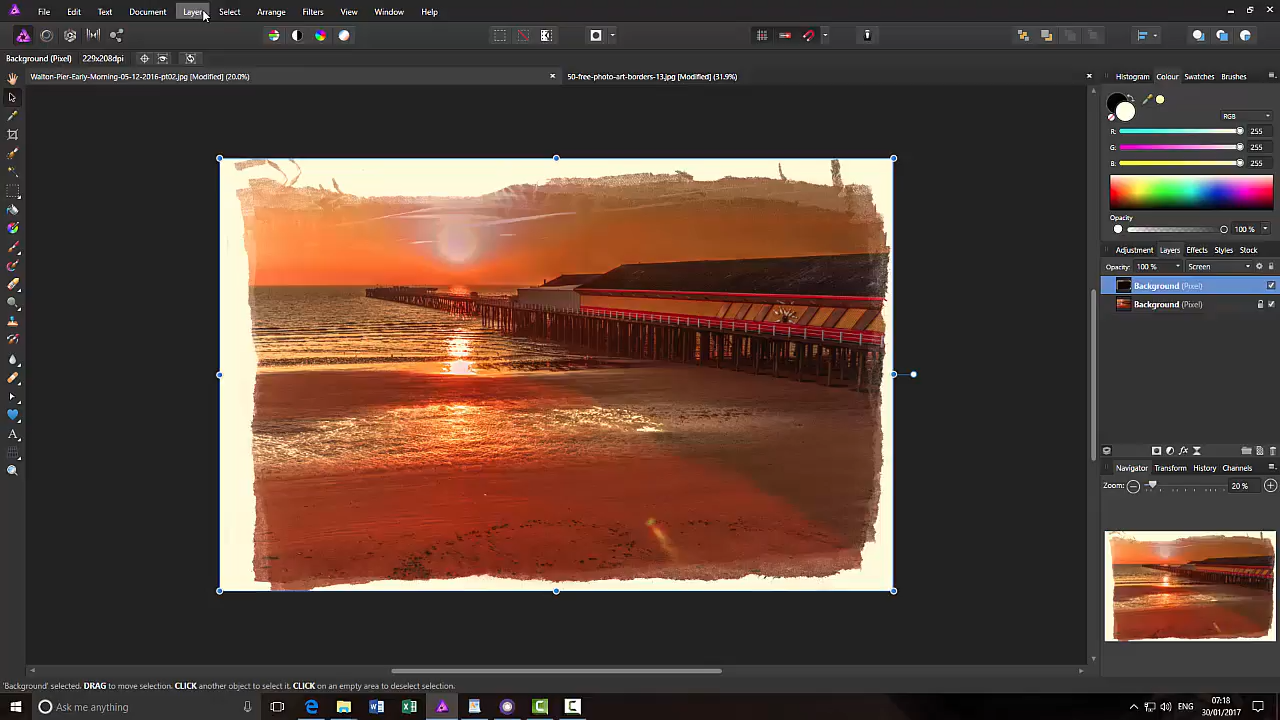 File Edit Text Document Layer Select Arrange Filters View Window Help
Background (Pixel) 229x208dpi
Walton-Pier-Early-Morning-05-12-2016-pt02.jpg [Modified] (20.0%)
50-free-photo-art-borders-13.jpg [Modified] (31.9%)
Histogram Colour Swatches Brushes
RGB
R: 255
G: 255
B: 255
Opacity
100 %
Adjustment Layers Effects Styles Stock
Opacity: 100 % Screen
Background (Pixel)
Background (Pixel)
Navigator Transform History Channels
Zoom: 20 %
'Background' selected. DRAG to move selection. CLICK another object to select it. CLICK on an empty area to deselect selection.
Ask me anything
ENG
07:18
30/01/2017